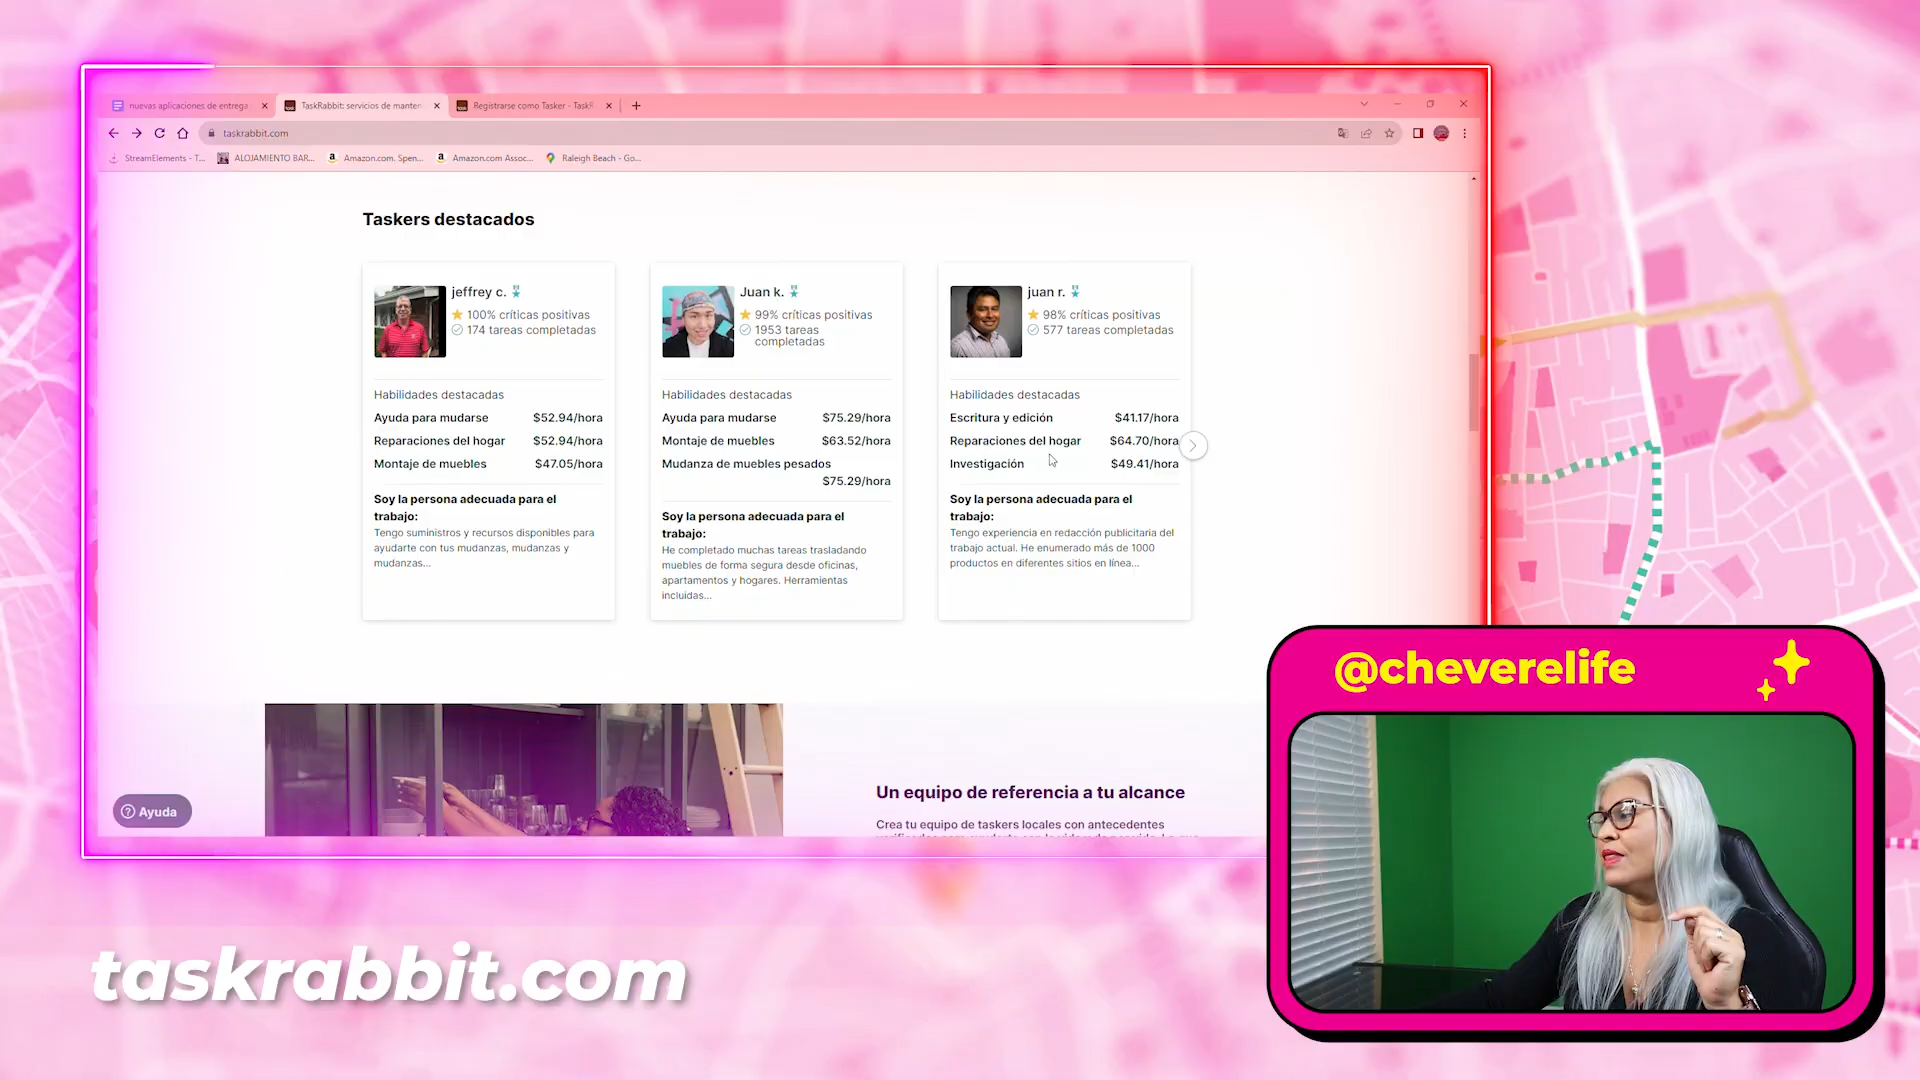 nuevas aplicaciones de entrega
TaskRabbit: servicios de manten
Registrarse como Tasker - TaskR
taskrabbit.com
StreamElements - T...
ALOJAMIENTO BAR...
Amazon.com. Spen...
Amazon.com Assoc...
Raleigh Beach - Go...
Taskers destacados
jeffrey c.
100% críticas positivas
174 tareas completadas
Habilidades destacadas
Ayuda para mudarse $52.94/hora
Reparaciones del hogar $52.94/hora
Montaje de muebles $47.05/hora
Soy la persona adecuada para el
trabajo:
Tengo suministros y recursos disponibles para
ayudarte con tus mudanzas, mudanzas y
mudanzas...
Juan k.
99% críticas positivas
1953 tareas
completadas
Habilidades destacadas
Ayuda para mudarse $75.29/hora
Montaje de muebles $63.52/hora
Mudanza de muebles pesados
$75.29/hora
Soy la persona adecuada para el
trabajo:
He completado muchas tareas trasladando
muebles de forma segura desde oficinas,
apartamentos y hogares. Herramientas
incluidas...
juan r.
98% críticas positivas
577 tareas completadas
Habilidades destacadas
Escritura y edición $41.17/hora
Reparaciones del hogar $64.70/hora
Investigación $49.41/hora
Soy la persona adecuada para el
trabajo:
Tengo experiencia en redacción publicitaria del
trabajo actual. He enumerado más de 1000
productos en diferentes sitios en línea...
Un equipo de referencia a tu alcance
Crea tu equipo de taskers locales con antecedentes
Ayuda
@cheverelife
taskrabbit.com